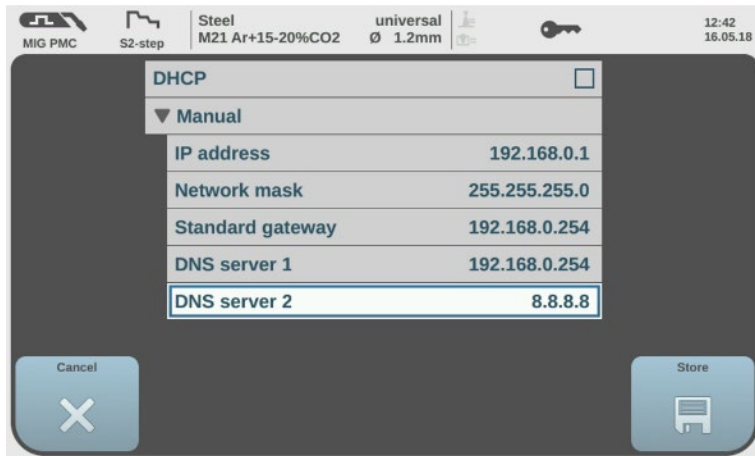 MIG PMC
S2-step
Steel universal
M21 Ar+15-20%CO2 Ø 1.2mm
12:42
16.05.18
DHCP
Manual
IP address 192.168.0.1
Network mask 255.255.255.0
Standard gateway 192.168.0.254
DNS server 1 192.168.0.254
DNS server 2 8.8.8.8
Cancel
Store